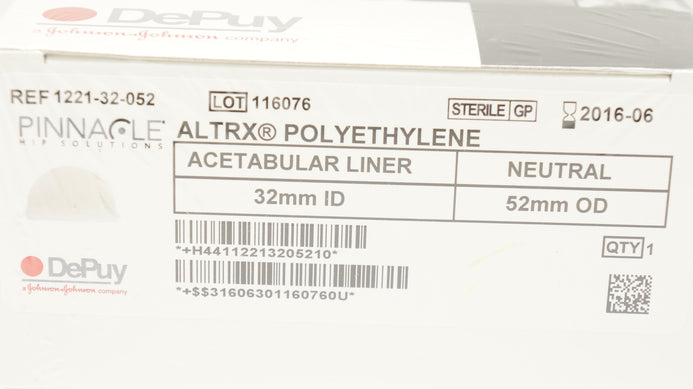 DePuy
a Johnson & Johnson company
REF 1221-32-052 LOT 116076 STERILE GP 2016-06
PINNACLE® ALTRX® POLYETHYLENE
HIP SOLUTIONS
ACETABULAR LINER NEUTRAL
32mm ID 52mm OD
*+H44112213205210* QTY 1
DePuy
a Johnson & Johnson company
*+$$31606301160760U*